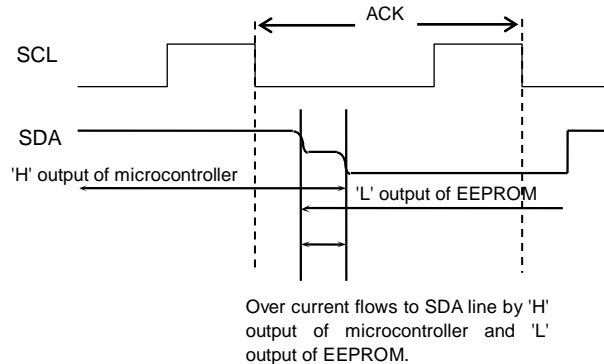 ACK
SCL
SDA
'H' output of microcontroller
'L' output of EEPROM
Over current flows to SDA line by 'H'
output of microcontroller and 'L'
output of EEPROM.